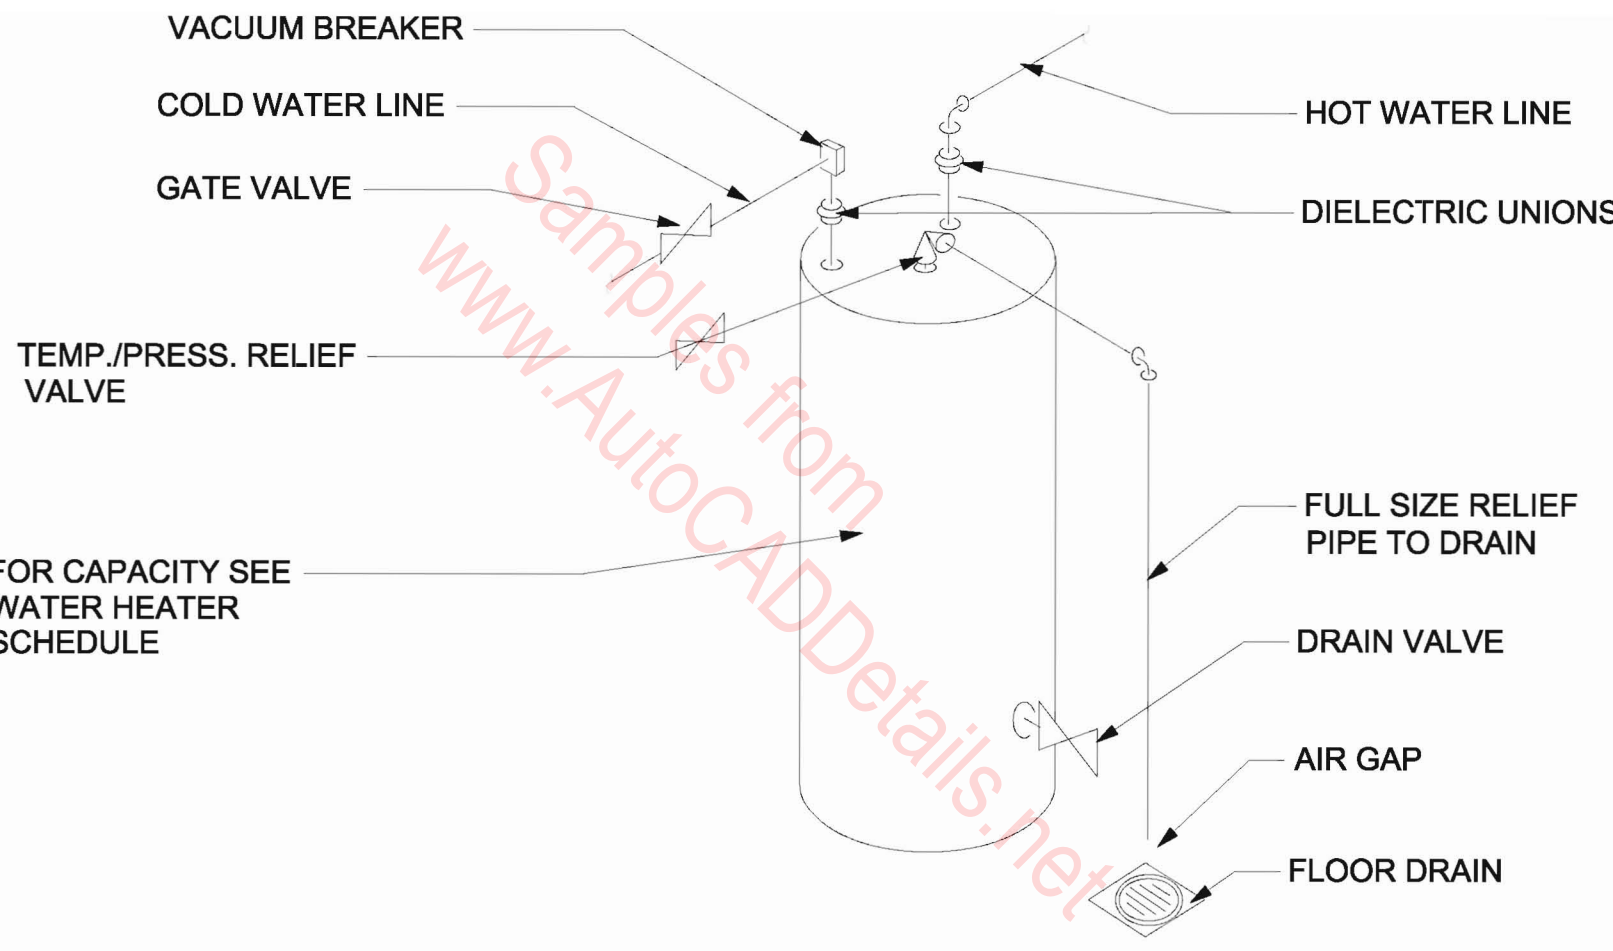 VACUUM BREAKER
COLD WATER LINE
GATE VALVE
HOT WATER LINE
DIELECTRIC UNIONS
TEMP./PRESS. RELIEF
VALVE
FOR CAPACITY SEE
WATER HEATER
SCHEDULE
FULL SIZE RELIEF
PIPE TO DRAIN
DRAIN VALVE
AIR GAP
FLOOR DRAIN
Samples from
www.AutoCADDetails.net